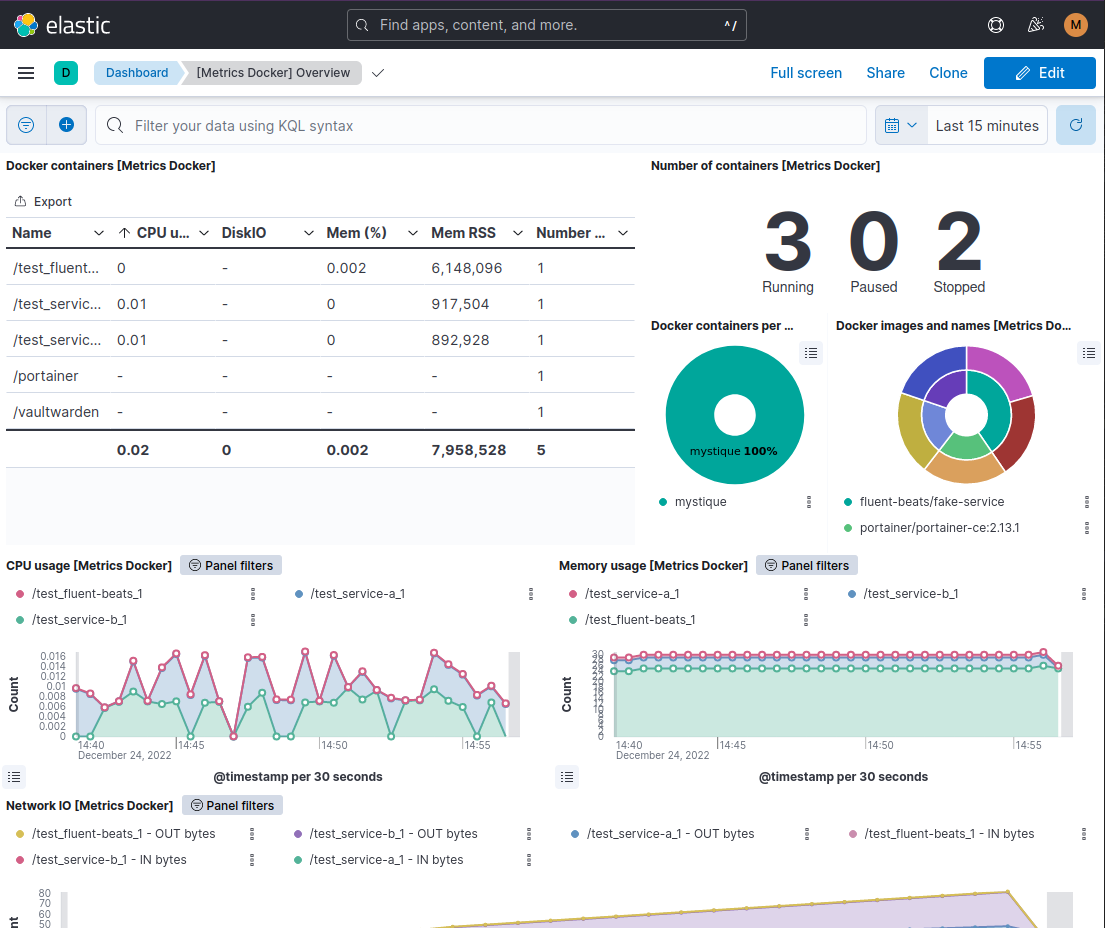 elastic
Find apps, content, and more.
^/
M
D
Dashboard
[Metrics Docker] Overview
Full screen
Share
Clone
Edit
Filter your data using KQL syntax
Last 15 minutes
Docker containers [Metrics Docker]
Export
Name CPU u... DiskIO Mem (%) Mem RSS Number ...
/test_fluent... 0 - 0.002 6,148,096 1
/test_servic... 0.01 - 0 917,504 1
/test_servic... 0.01 - 0 892,928 1
/portainer - - - - 1
/vaultwarden - - - - 1
0.02 0 0.002 7,958,528 5
Number of containers [Metrics Docker]
3 0 2
Running Paused Stopped
Docker containers per ...
mystique 100%
mystique
Docker images and names [Metrics Do...
fluent-beats/fake-service
portainer/portainer-ce:2.13.1
CPU usage [Metrics Docker] Panel filters
/test_fluent-beats_1 /test_service-a_1
/test_service-b_1
Count
0.016
0.014
0.012
0.01
0.008
0.006
0.004
0.002
0
14:40 14:45 14:50 14:55
December 24, 2022
@timestamp per 30 seconds
Memory usage [Metrics Docker] Panel filters
/test_service-a_1 /test_service-b_1
/test_fluent-beats_1
Count
30
28
26
24
22
20
18
16
14
12
10
8
6
4
2
0
14:40 14:45 14:50 14:55
December 24, 2022
@timestamp per 30 seconds
Network IO [Metrics Docker] Panel filters
/test_fluent-beats_1 - OUT bytes /test_service-b_1 - OUT bytes /test_service-a_1 - OUT bytes /test_fluent-beats_1 - IN bytes
/test_service-b_1 - IN bytes /test_service-a_1 - IN bytes
80
70
60
50